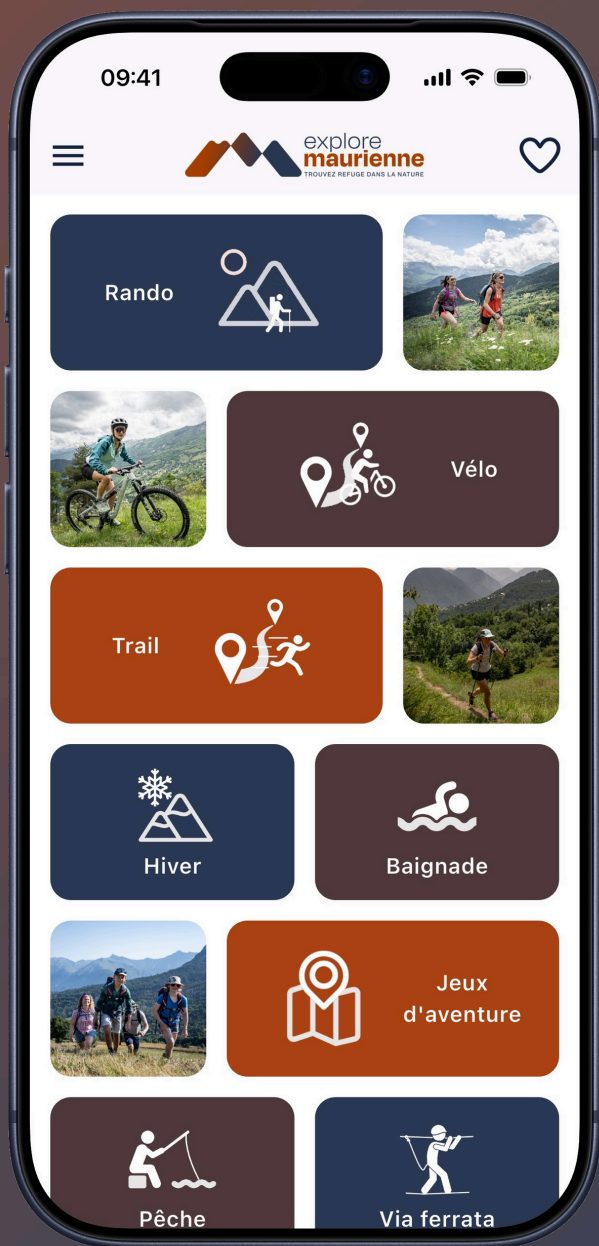 09:41
explore
maurienne
TROUVEZ REFUGE DANS LA NATURE
Rando
Vélo
Trail
Hiver
Baignade
Jeux
d'aventure
Pêche
Via ferrata